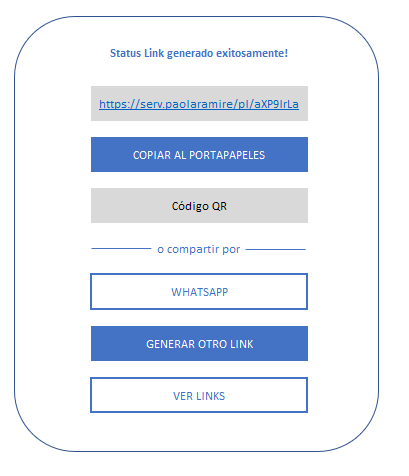 Status Link generado exitosamente!
https://serv.paolaramire/pl/aXP9IrLa
COPIAR AL PORTAPAPELES
Código QR
o compartir por
WHATSAPP
GENERAR OTRO LINK
VER LINKS